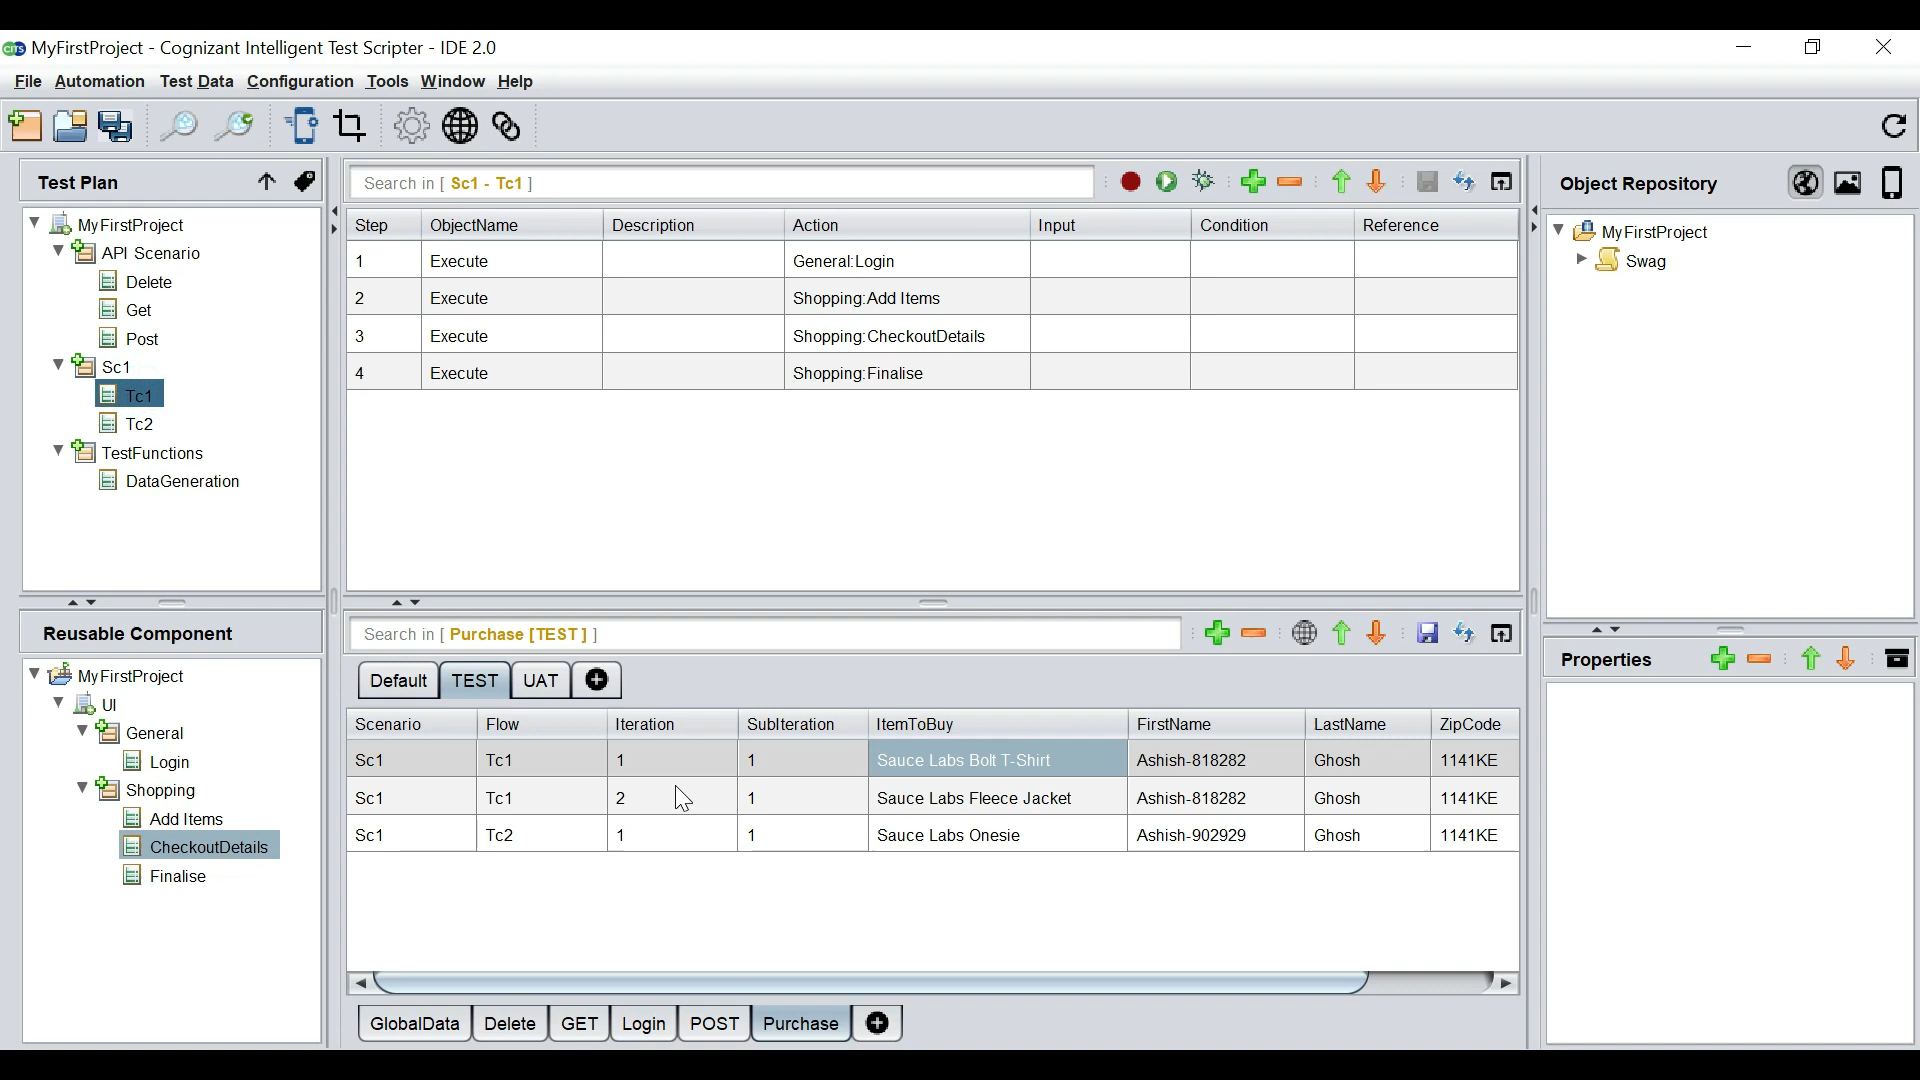 CITS MyFirstProject - Cognizant Intelligent Test Scripter - IDE 2.0
File Automation Test Data Configuration Tools Window Help
Test Plan
MyFirstProject
API Scenario
Delete
Get
Post
Sc1
Tc1
Tc2
TestFunctions
DataGeneration
Reusable Component
MyFirstProject
UI
General
Login
Shopping
Add Items
CheckoutDetails
Finalise
Search in [ Sc1 - Tc1 ]
Step ObjectName Description Action Input Condition Reference
1 Execute General:Login
2 Execute Shopping:Add Items
3 Execute Shopping:CheckoutDetails
4 Execute Shopping:Finalise
Search in [ Purchase [TEST] ]
Default TEST UAT
Scenario Flow Iteration SubIteration ItemToBuy FirstName LastName ZipCode
Sc1 Tc1 1 1 Sauce Labs Bolt T-Shirt Ashish-818282 Ghosh 1141KE
Sc1 Tc1 2 1 Sauce Labs Fleece Jacket Ashish-818282 Ghosh 1141KE
Sc1 Tc2 1 1 Sauce Labs Onesie Ashish-902929 Ghosh 1141KE
GlobalData Delete GET Login POST Purchase
Object Repository
MyFirstProject
Swag
Properties